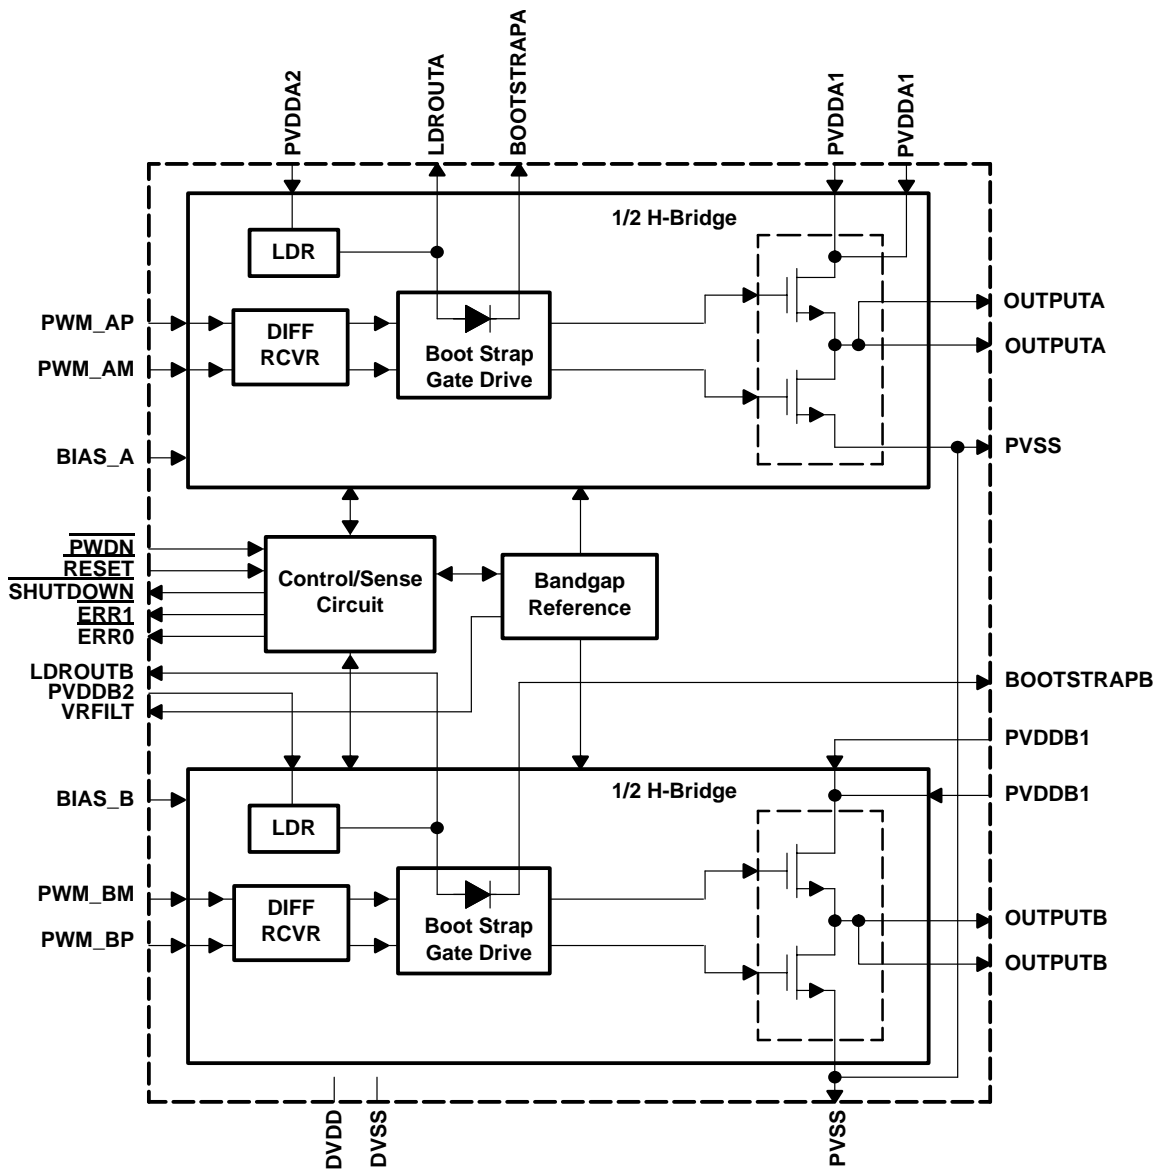 PVDDA2
LDROUTA
BOOTSTRAPA
PVDDA1
PVDDA1
1/2 H-Bridge
LDR
PWM_AP
PWM_AM
DIFF
RCVR
Boot Strap
Gate Drive
OUTPUTA
OUTPUTA
BIAS_A
PVSS
PWDN
RESET
SHUTDOWN
ERR1
ERR0
Control/Sense
Circuit
Bandgap
Reference
LDROUTB
PVDDB2
VRFILT
BOOTSTRAPB
PVDDB1
PVDDB1
BIAS_B
1/2 H-Bridge
LDR
PWM_BM
PWM_BP
DIFF
RCVR
Boot Strap
Gate Drive
OUTPUTB
OUTPUTB
DVDD
DVSS
PVSS